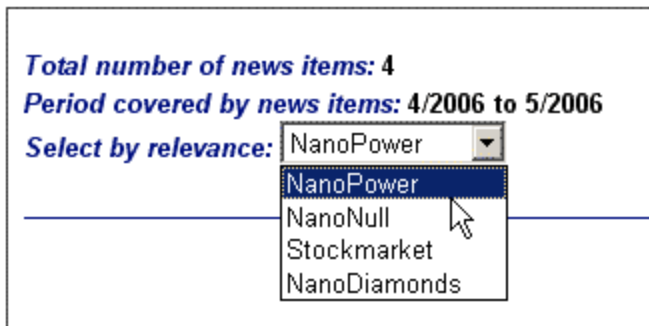 Total number of news items: 4
Period covered by news items: 4/2006 to 5/2006
Select by relevance: NanoPower
NanoPower
NanoNull
Stockmarket
NanoDiamonds